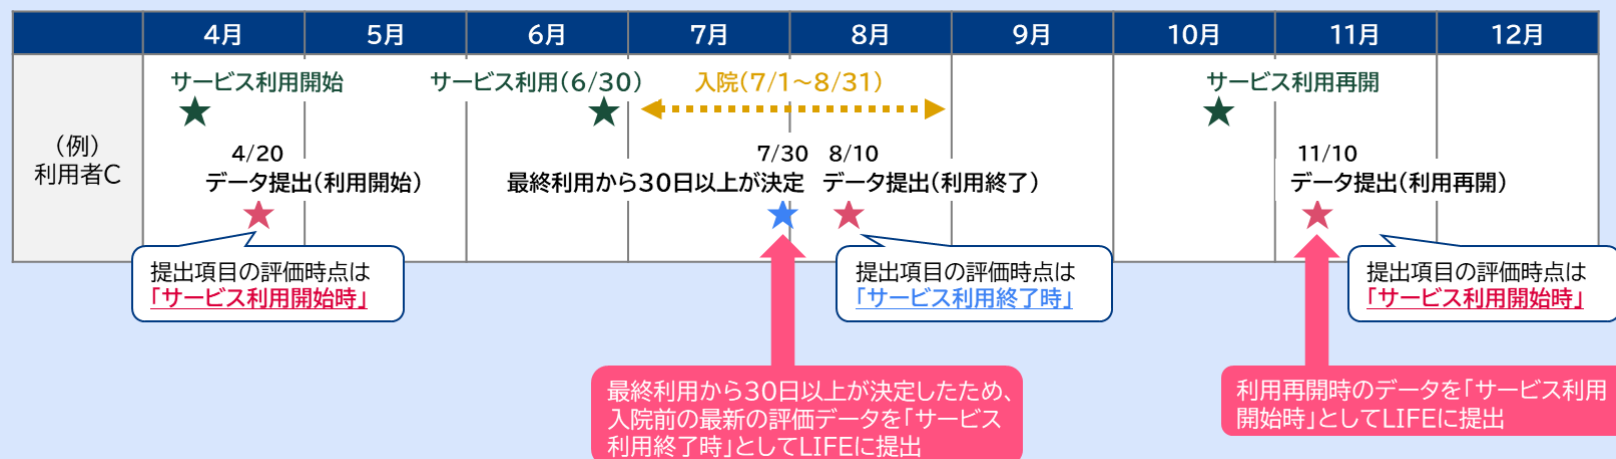 4月 5月 6月 7月 8月 9月 10月 11月 12月
(例)
利用者C
サービス利用開始
サービス利用(6/30)
入院(7/1～8/31)
サービス利用再開
4/20
データ提出(利用開始)
7/30
最終利用から30日以上が決定
8/10
データ提出(利用終了)
11/10
データ提出(利用再開)
提出項目の評価時点は
「サービス利用開始時」
提出項目の評価時点は
「サービス利用終了時」
提出項目の評価時点は
「サービス利用開始時」
最終利用から30日以上が決定したため、
入院前の最新の評価データを「サービス
利用終了時」としてLIFEに提出
利用再開時のデータを「サービス利用
開始時」としてLIFEに提出